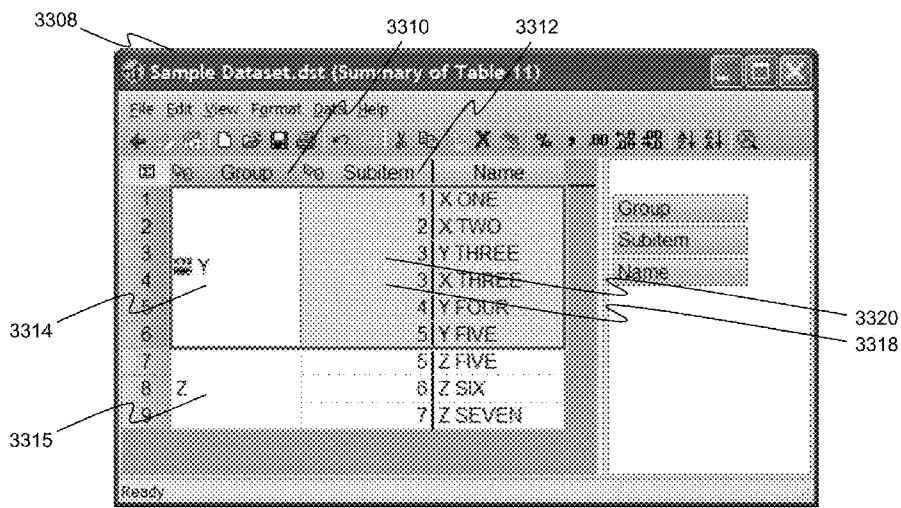 3308
3310
3312
Sample Dataset.dst (Summary of Table 11)
File Edit View Format Data Help
X % , .00
Group Subitem Name
1 1 X ONE
2 2 X TWO
3 Y 3 Y THREE
4 3 X THREE
5 4 Y FOUR
6 5 Y FIVE
7 5 Z FIVE
8 Z 6 Z SIX
9 7 Z SEVEN
Group
Subitem
Name
3314
3315
3320
3318
Ready